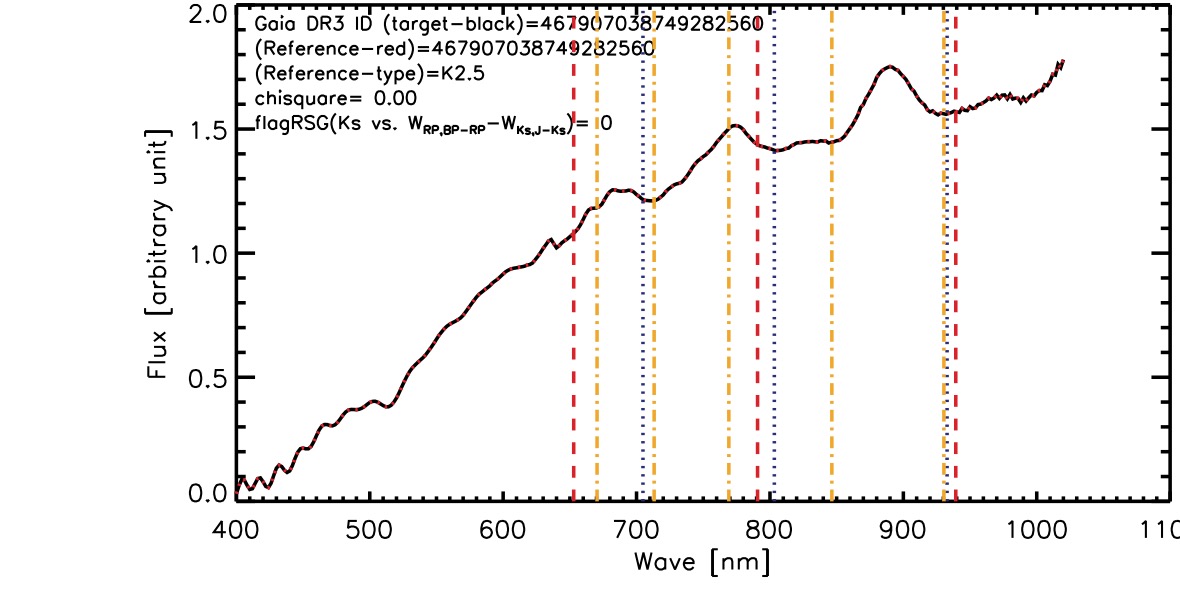 2.0
Gaia DR3 ID (target-black)=467907038749282560
(Reference-red)=467907038749282560
(Reference-type)=K2.5
chisquare= 0.00
flagRSG(Ks vs. W_RP,BP-RP-W_Ks,J-Ks)= 0
1.5
1.0
0.5
0.0
Flux [arbitrary unit]
400 500 600 700 800 900 1000 110
Wave [nm]